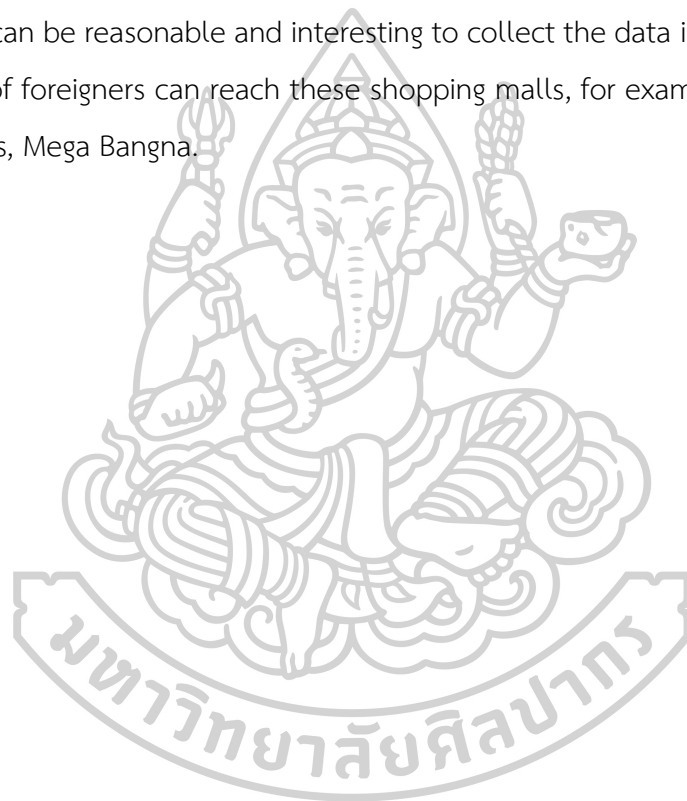 can be reasonable and interesting to collect the data i
of foreigners can reach these shopping malls, for exam
s, Mega Bangna.
มหาวิทยาลัยศิลปากร